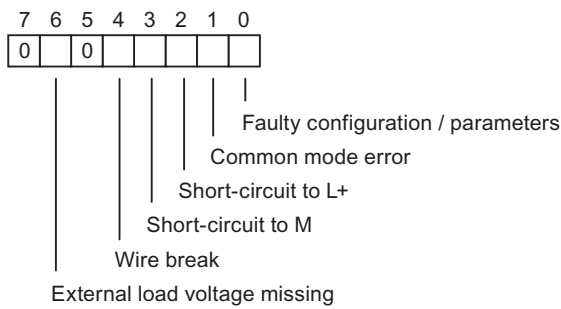 7 6 5 4 3 2 1 0
0 0
Faulty configuration / parameters
Common mode error
Short-circuit to L+
Short-circuit to M
Wire break
External load voltage missing